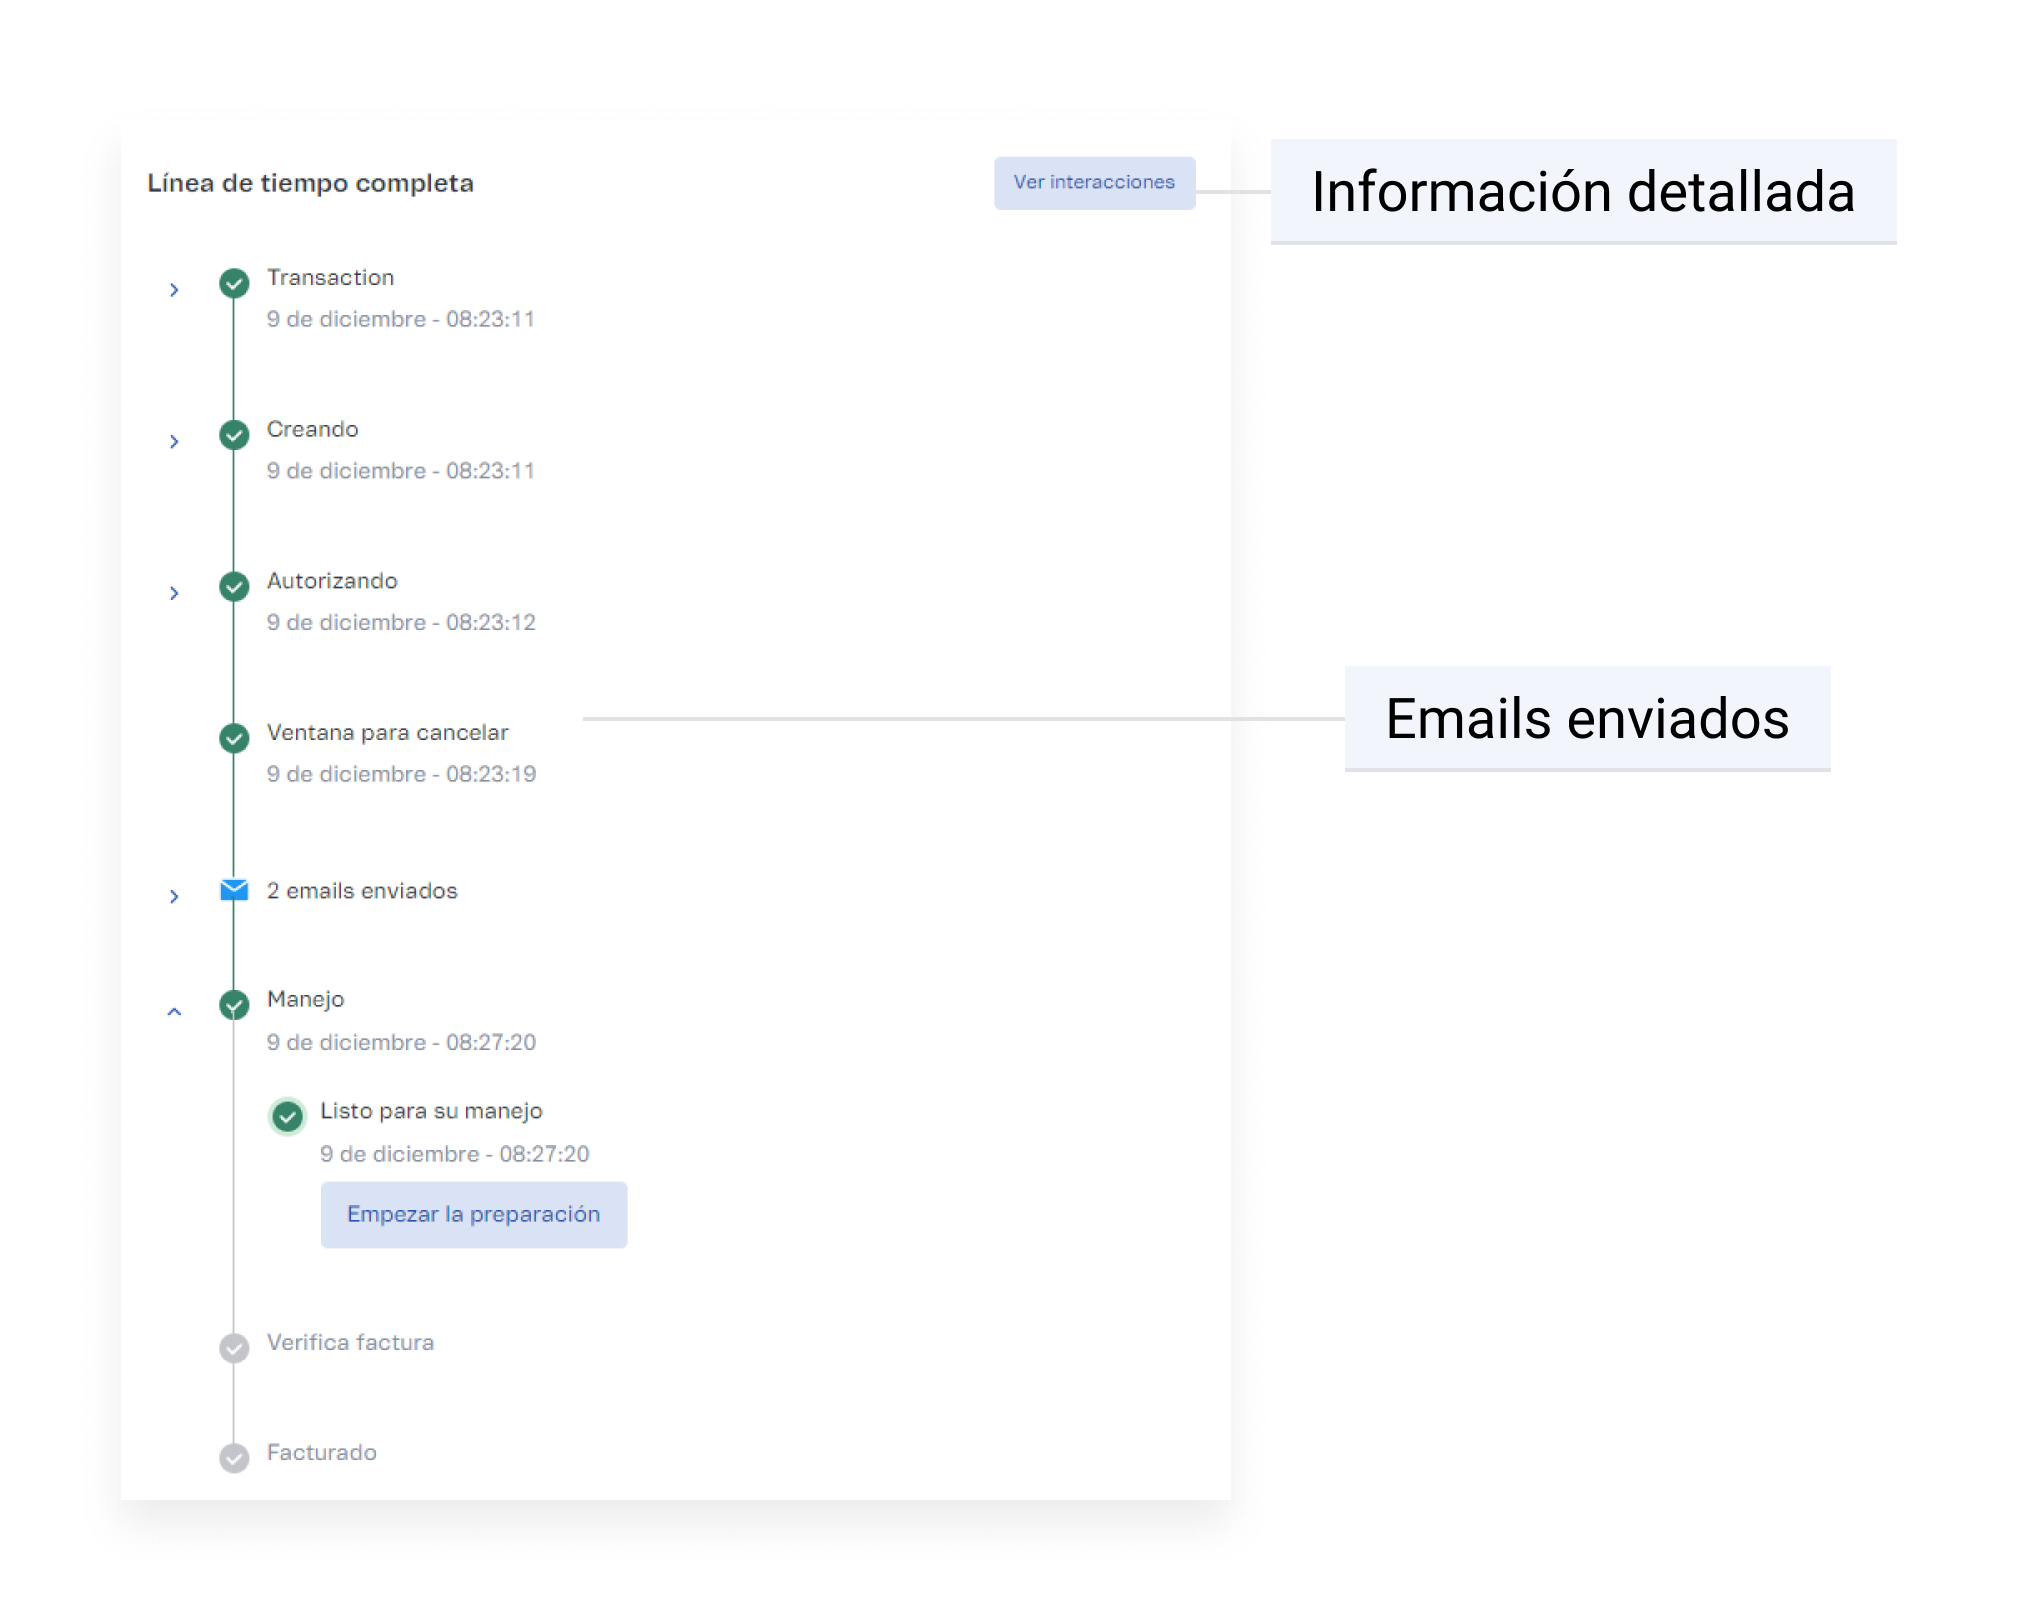 Línea de tiempo completa
Ver interacciones
Información detallada
Transaction
9 de diciembre - 08:23:11
Creando
9 de diciembre - 08:23:11
Autorizando
9 de diciembre - 08:23:12
Emails enviados
Ventana para cancelar
9 de diciembre - 08:23:19
2 emails enviados
Manejo
9 de diciembre - 08:27:20
Listo para su manejo
9 de diciembre - 08:27:20
Empezar la preparación
Verifica factura
Facturado